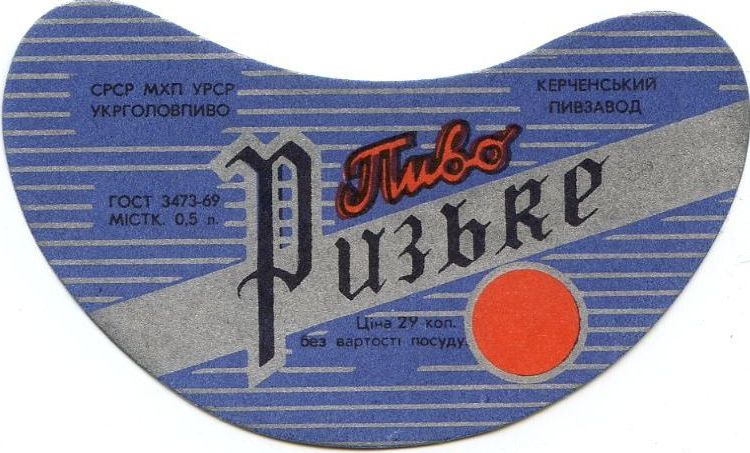 СРСР МХП УРСР
УКРГОЛОВПИВО
КЕРЧЕНСЬКИЙ
ПИВЗАВОД
Пиво
Ризьке
ГОСТ 3473-69
МІСТК. 0,5 л.
Ціна 29 коп.
без вартості посуду.